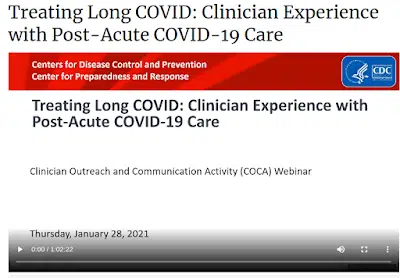 Treating Long COVID: Clinician Experience
with Post-Acute COVID-19 Care
Centers for Disease Control and Prevention
Center for Preparedness and Response
CDC
Treating Long COVID: Clinician Experience with
Post-Acute COVID-19 Care
Clinician Outreach and Communication Activity (COCA) Webinar
Thursday, January 28, 2021
0:00 / 1:02:22